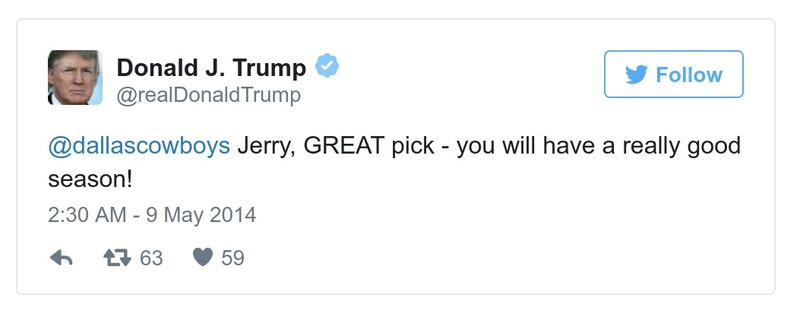 Donald J. Trump
@realDonaldTrump
Follow
@dallascowboys Jerry, GREAT pick - you will have a really good
season!
2:30 AM - 9 May 2014
63 59